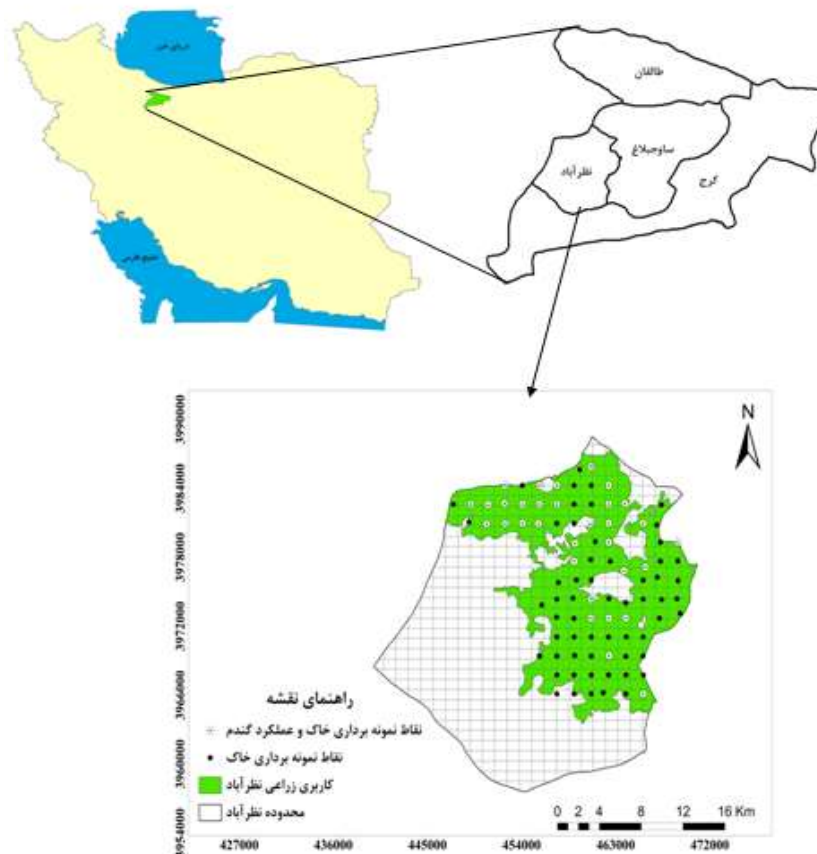 دریای خزر
خلیج فارس
طالقان
ساوجبلاغ
نظرآباد
کرج
N
3990000
3984000
3978000
3972000
3966000
3960000
3954000
راهنمای نقشه
نقاط نمونه برداری خاک و عملکرد گندم
نقاط نمونه برداری خاک
کاربری زراعی نظرآباد
محدوده نظرآباد
0 2 4 8 12 16 Km
427000 436000 445000 454000 463000 472000